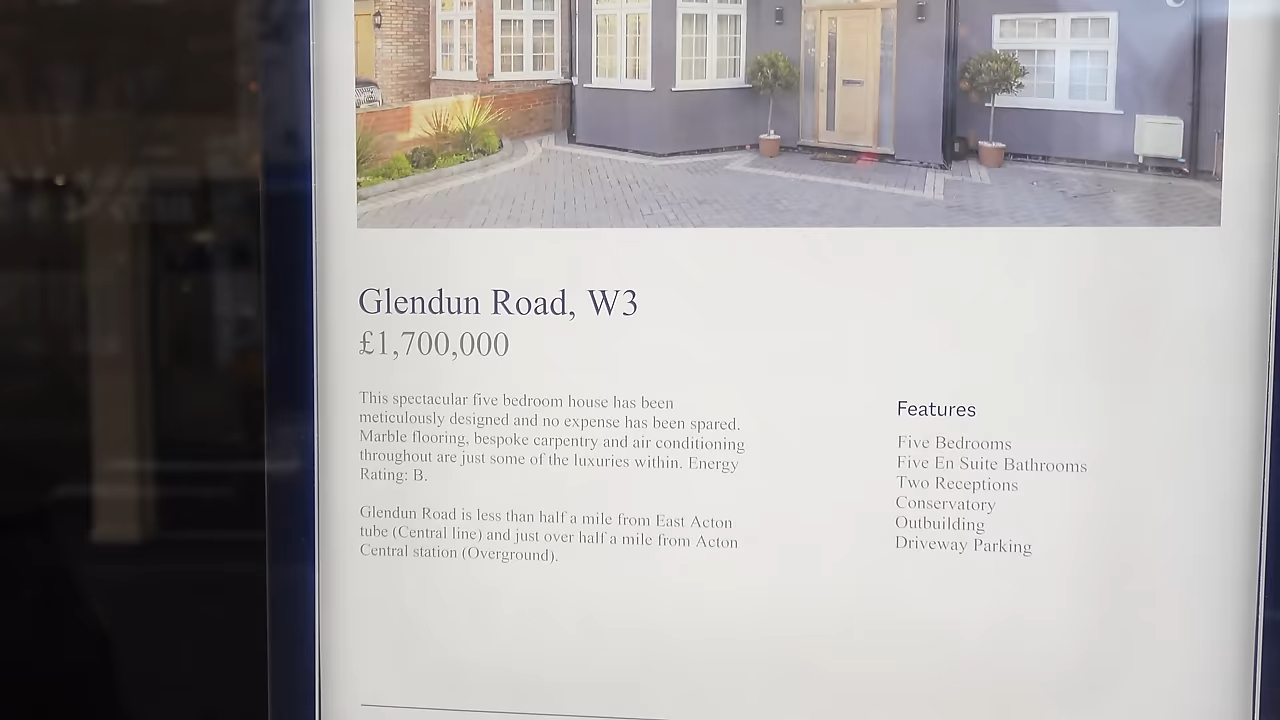 Glendun Road, W3
£1,700,000
This spectacular five bedroom house has been
meticulously designed and no expense has been spared.
Marble flooring, bespoke carpentry and air conditioning
throughout are just some of the luxuries within. Energy
Rating: B.
Glendun Road is less than half a mile from East Acton
tube (Central line) and just over half a mile from Acton
Central station (Overground).
Features
Five Bedrooms
Five En Suite Bathrooms
Two Receptions
Conservatory
Outbuilding
Driveway Parking